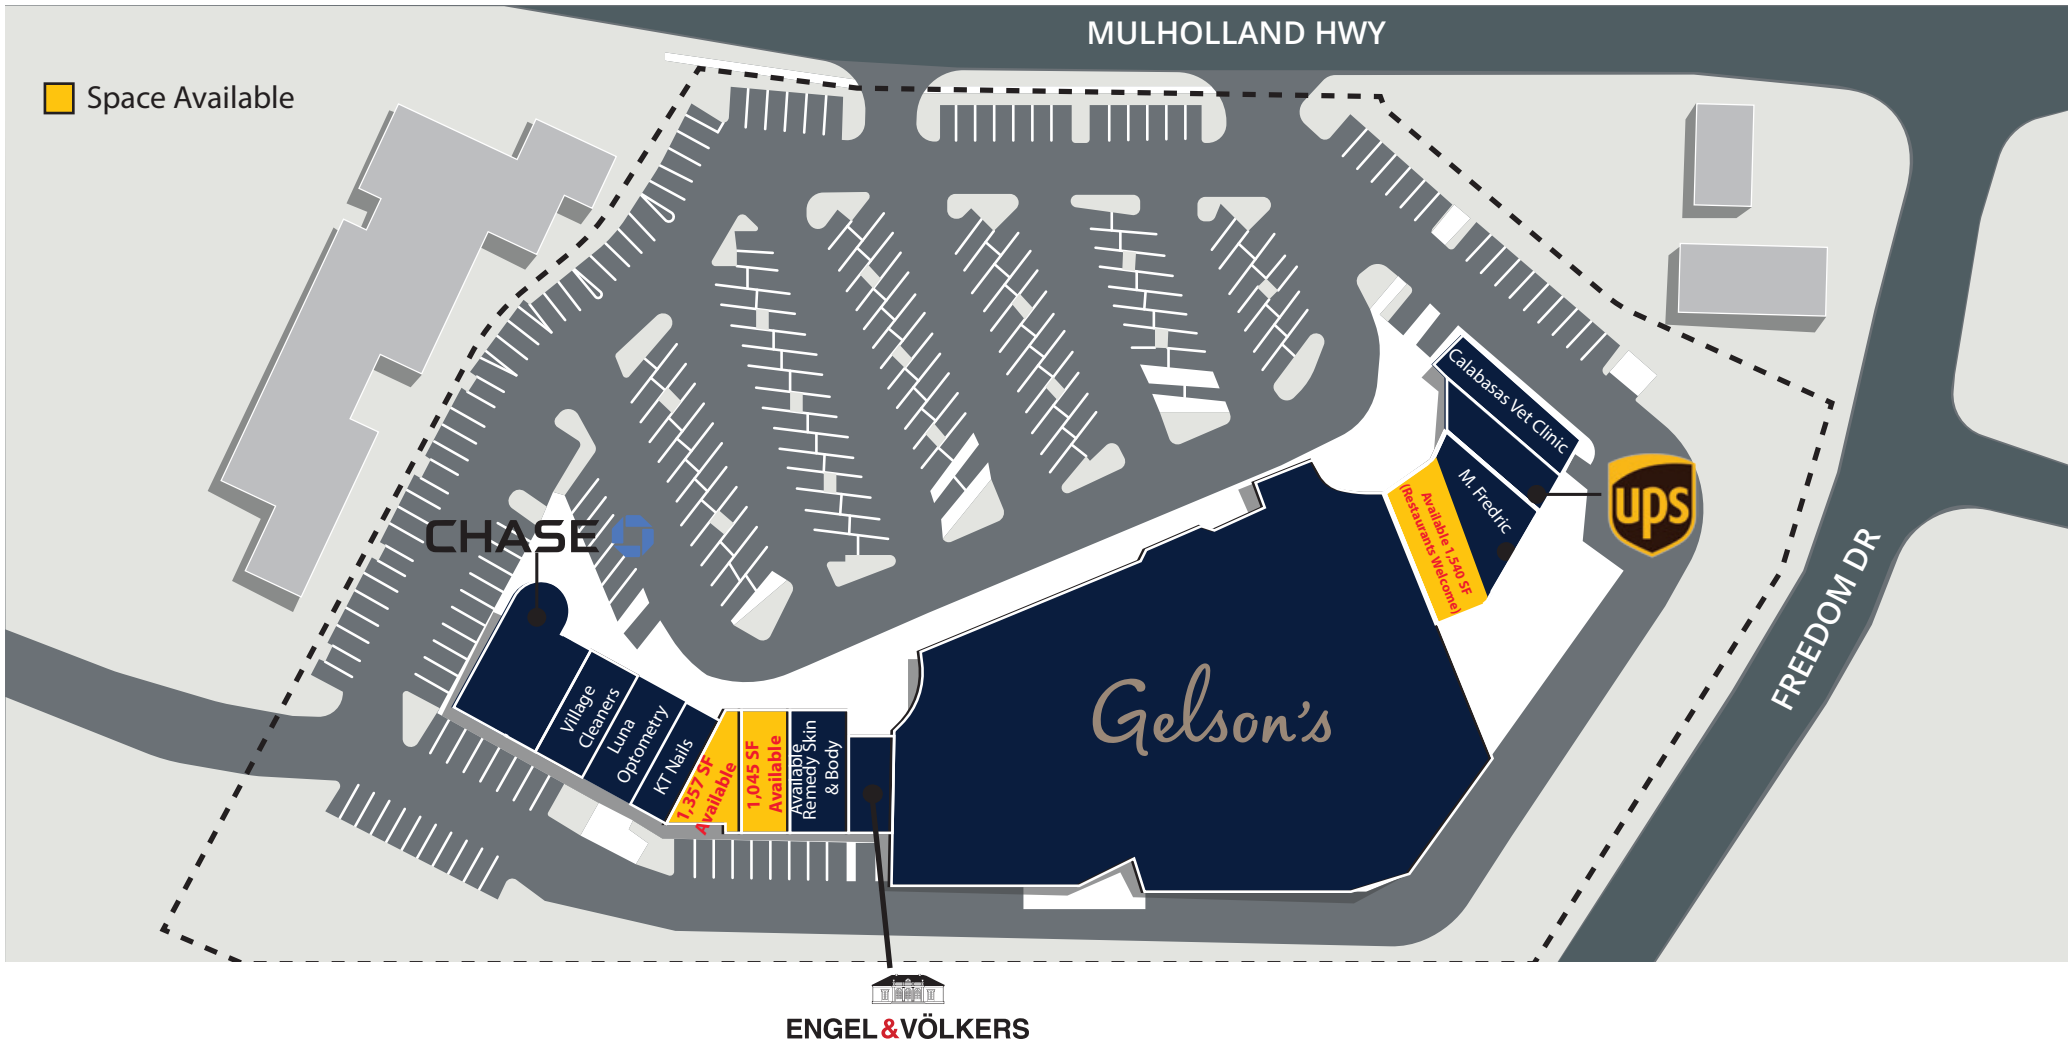 MULHOLLAND HWY
Space Available
Calabasas Vet Clinic
M. Fredric
ups
Available 1,540 SF
(Restaurants Welcome)
CHASE
FREEDOM DR
Gelson's
Village
Cleaners
Luna
Optometry
KT Nails
1,357 SF
Available
1,045 SF
Available
Available
Remedy Skin
& Body
ENGEL&VÖLKERS